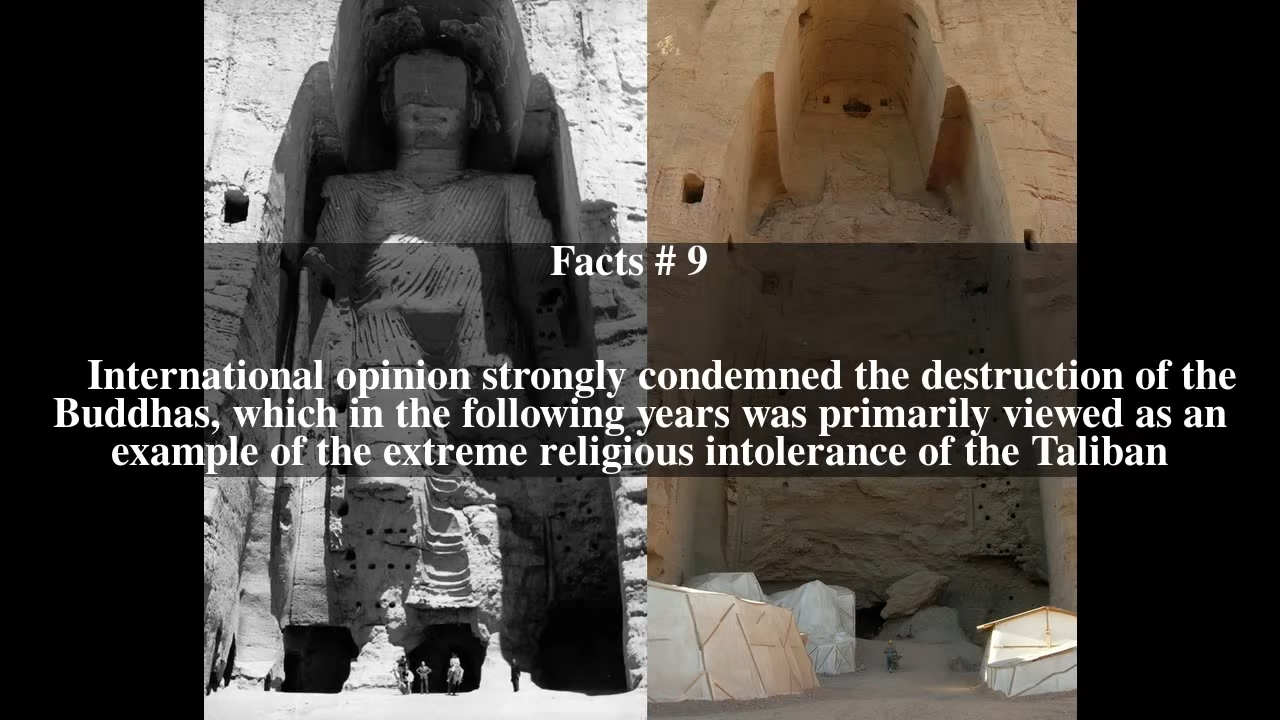 Facts # 9
International opinion strongly condemned the destruction of the
Buddhas, which in the following years was primarily viewed as an
example of the extreme religious intolerance of the Taliban